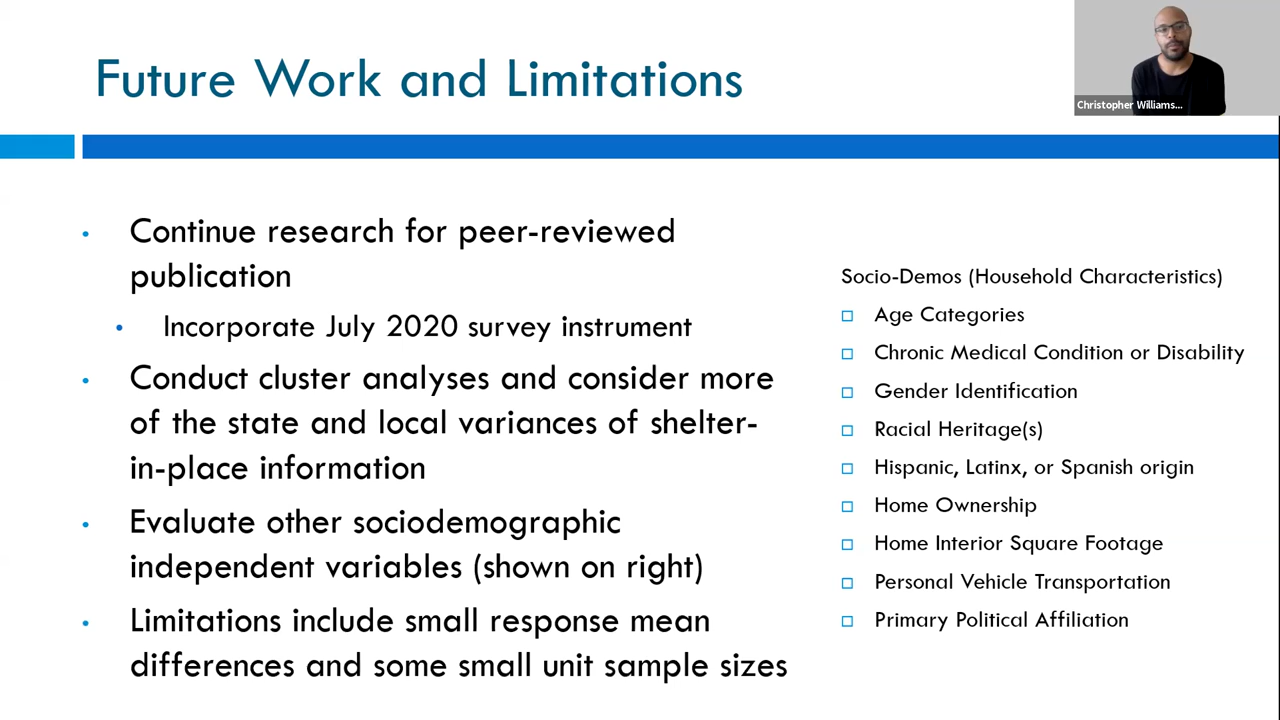 Future Work and Limitations
Christopher Williams...
• Continue research for peer-reviewed
publication
• Incorporate July 2020 survey instrument
• Conduct cluster analyses and consider more
of the state and local variances of shelter-
in-place information
• Evaluate other sociodemographic
independent variables (shown on right)
• Limitations include small response mean
differences and some small unit sample sizes
Socio-Demos (Household Characteristics)
Age Categories
Chronic Medical Condition or Disability
Gender Identification
Racial Heritage(s)
Hispanic, Latinx, or Spanish origin
Home Ownership
Home Interior Square Footage
Personal Vehicle Transportation
Primary Political Affiliation